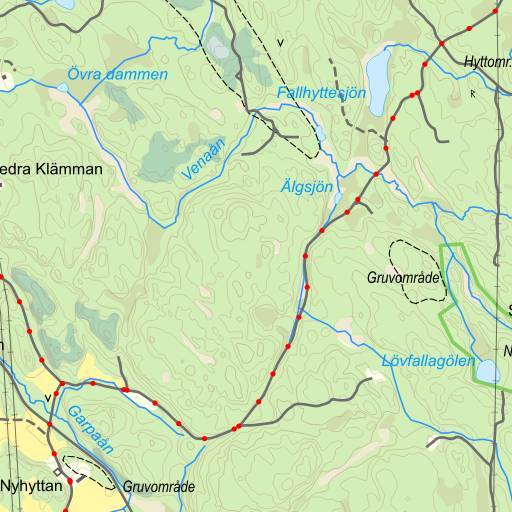 Hyttomr.
Övra dammen
Fallhyttesjön
Venaån
edra Klämman
Älgsjön
Gruvområde
Lövfallagölen
Garpaån
Nyhyttan
Gruvområde